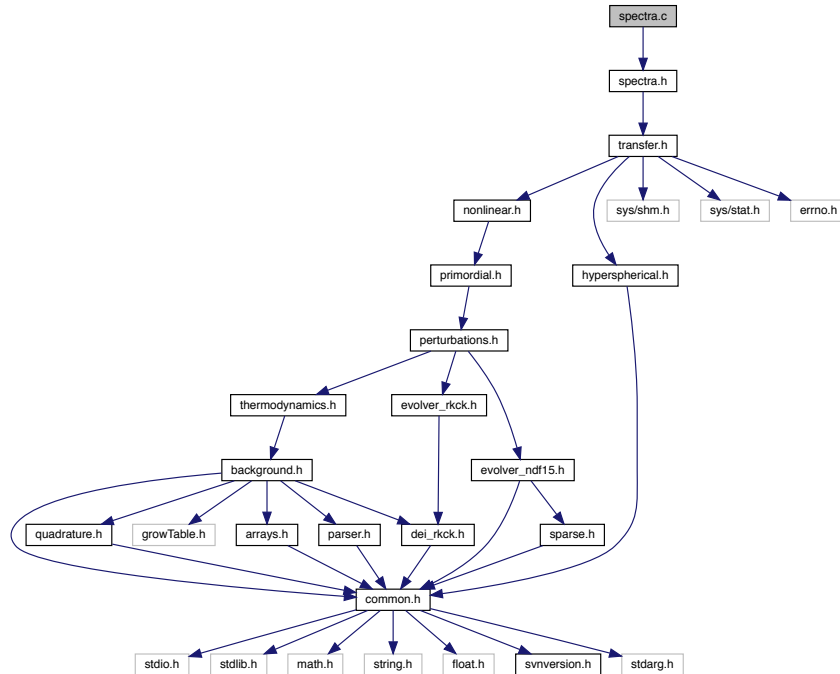 spectra.c
spectra.h
transfer.h
nonlinear.h
sys/shm.h
sys/stat.h
errno.h
primordial.h
hyperspherical.h
perturbations.h
thermodynamics.h
evolver_rkck.h
background.h
evolver_ndf15.h
quadrature.h
growTable.h
arrays.h
parser.h
dei_rkck.h
sparse.h
common.h
stdio.h
stdlib.h
math.h
string.h
float.h
svnversion.h
stdarg.h